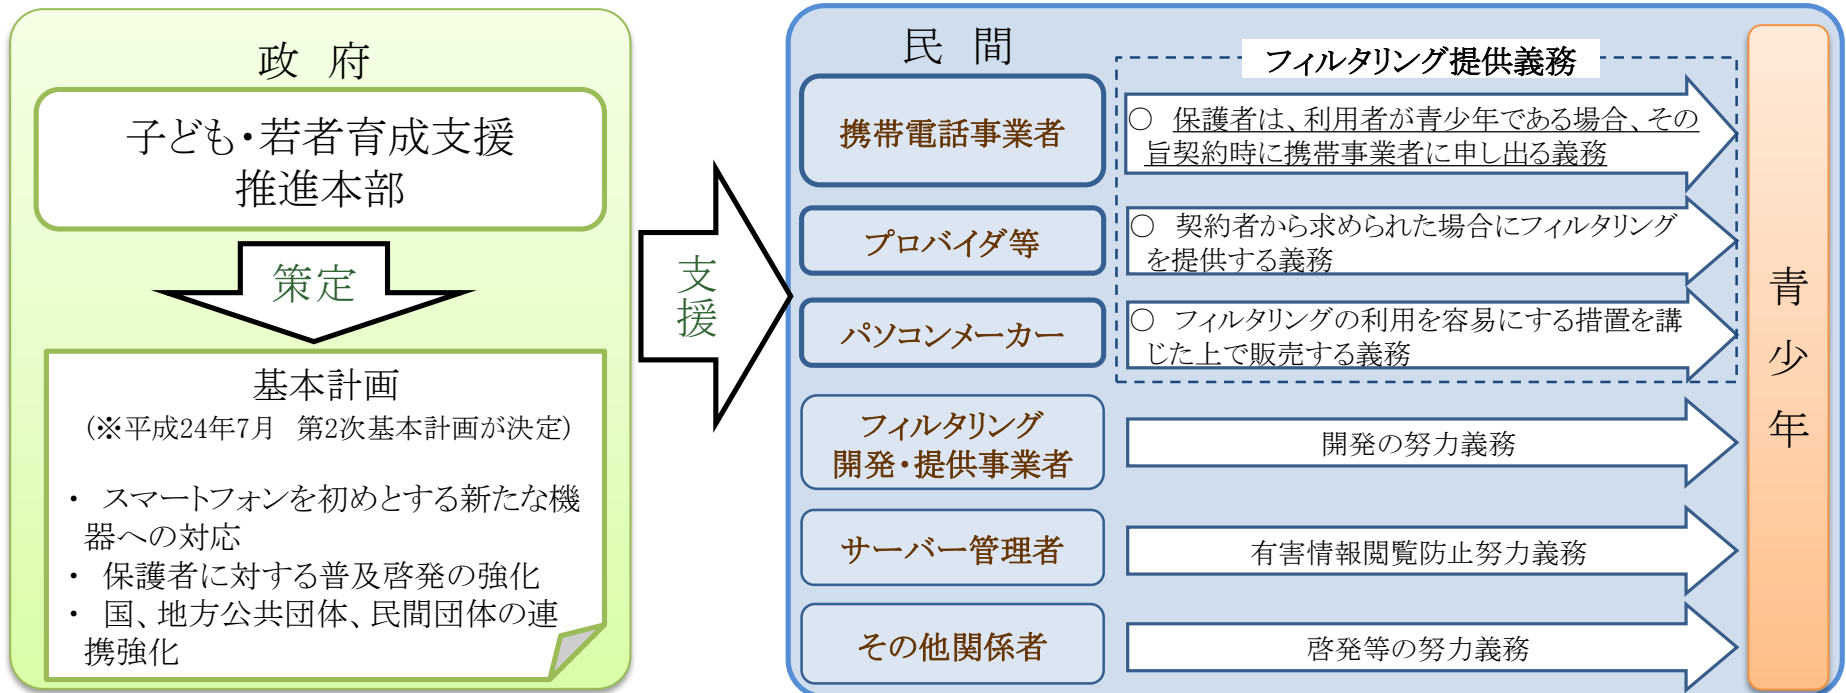 政 府
子ども・若者育成支援
推進本部
策定
基本計画
(※平成24年7月 第2次基本計画が決定)
・ スマートフォンを初めとする新たな機
器への対応
・ 保護者に対する普及啓発の強化
・ 国、地方公共団体、民間団体の連
携強化
支援
民 間
フィルタリング提供義務
携帯電話事業者
○ 保護者は、利用者が青少年である場合、その
旨契約時に携帯事業者に申し出る義務
プロバイダ等
○ 契約者から求められた場合にフィルタリング
を提供する義務
パソコンメーカー
○ フィルタリングの利用を容易にする措置を講
じた上で販売する義務
フィルタリング
開発・提供事業者
開発の努力義務
サーバー管理者
有害情報閲覧防止努力義務
その他関係者
啓発等の努力義務
青少年